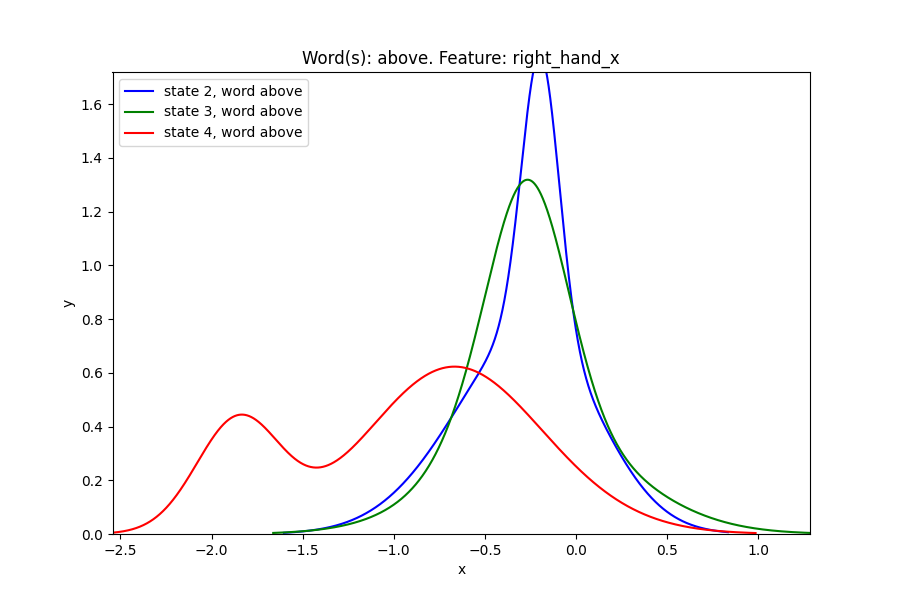 Word(s): above. Feature: right_hand_x
state 2, word above
state 3, word above
state 4, word above
1.6
1.4
1.2
1.0
0.8
0.6
0.4
0.2
0.0
y
−2.5 −2.0 −1.5 −1.0 −0.5 0.0 0.5 1.0
x